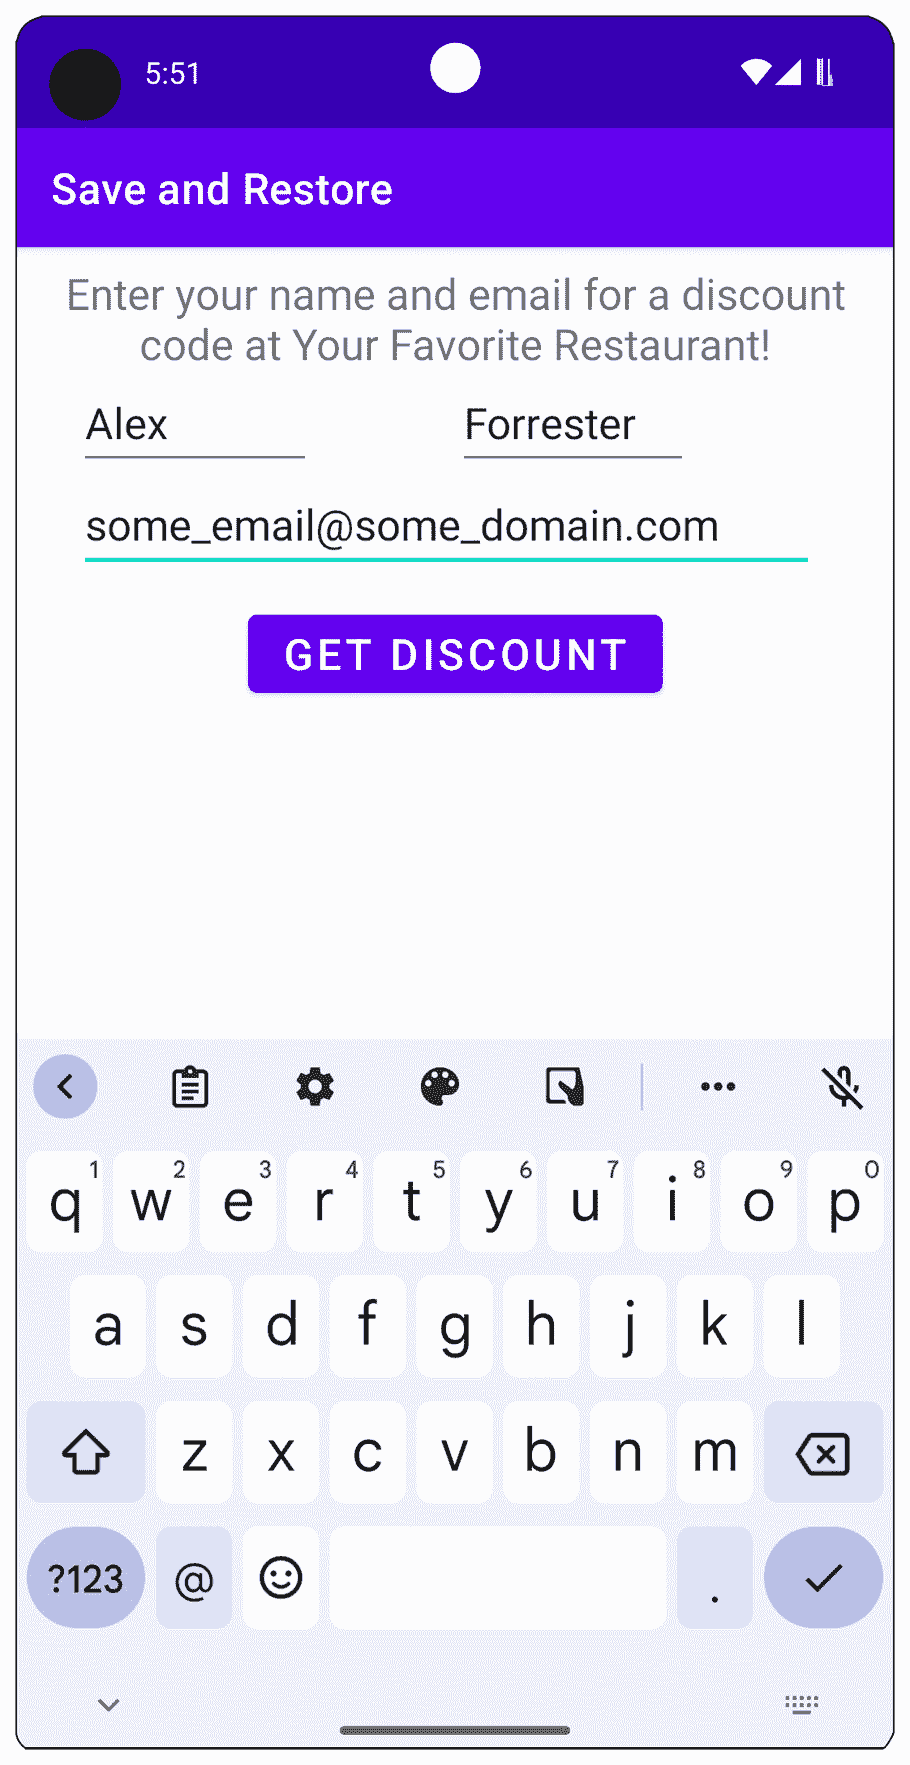 5:51
Save and Restore
Enter your name and email for a discount
code at Your Favorite Restaurant!
Alex Forrester
some_email@some_domain.com
GET DISCOUNT
1 2 3 4 5 6 7 8 9 0
q w e r t y u i o p
a s d f g h j k l
z x c v b n m
?123 @ .